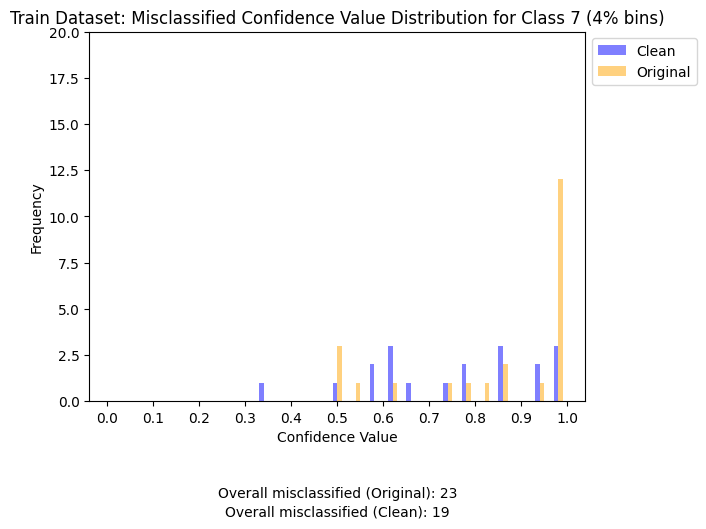 Train Dataset: Misclassified Confidence Value Distribution for Class 7 (4% bins)
Clean
Original
20.0
17.5
15.0
12.5
10.0
7.5
5.0
2.5
0.0
Frequency
0.0 0.1 0.2 0.3 0.4 0.5 0.6 0.7 0.8 0.9 1.0
Confidence Value
Overall misclassified (Original): 23
Overall misclassified (Clean): 19